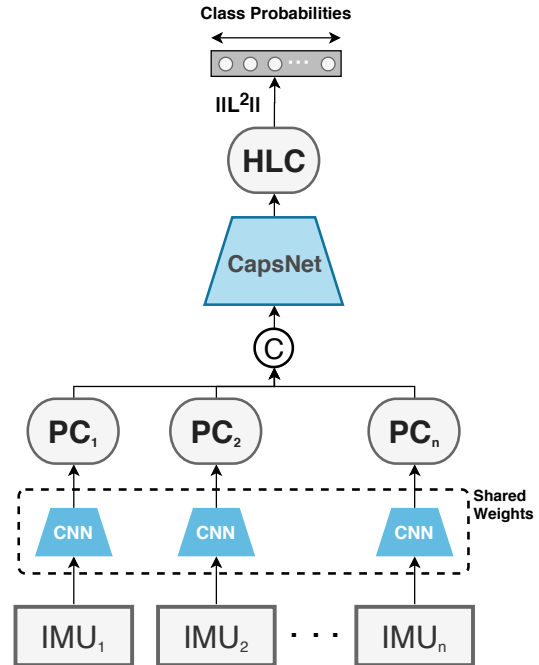 Class Probabilities
...
||L²||
HLC
CapsNet
C
PC₁ PC₂ PCₙ
Shared
Weights
CNN CNN CNN
IMU₁ IMU₂ . . . IMUₙ